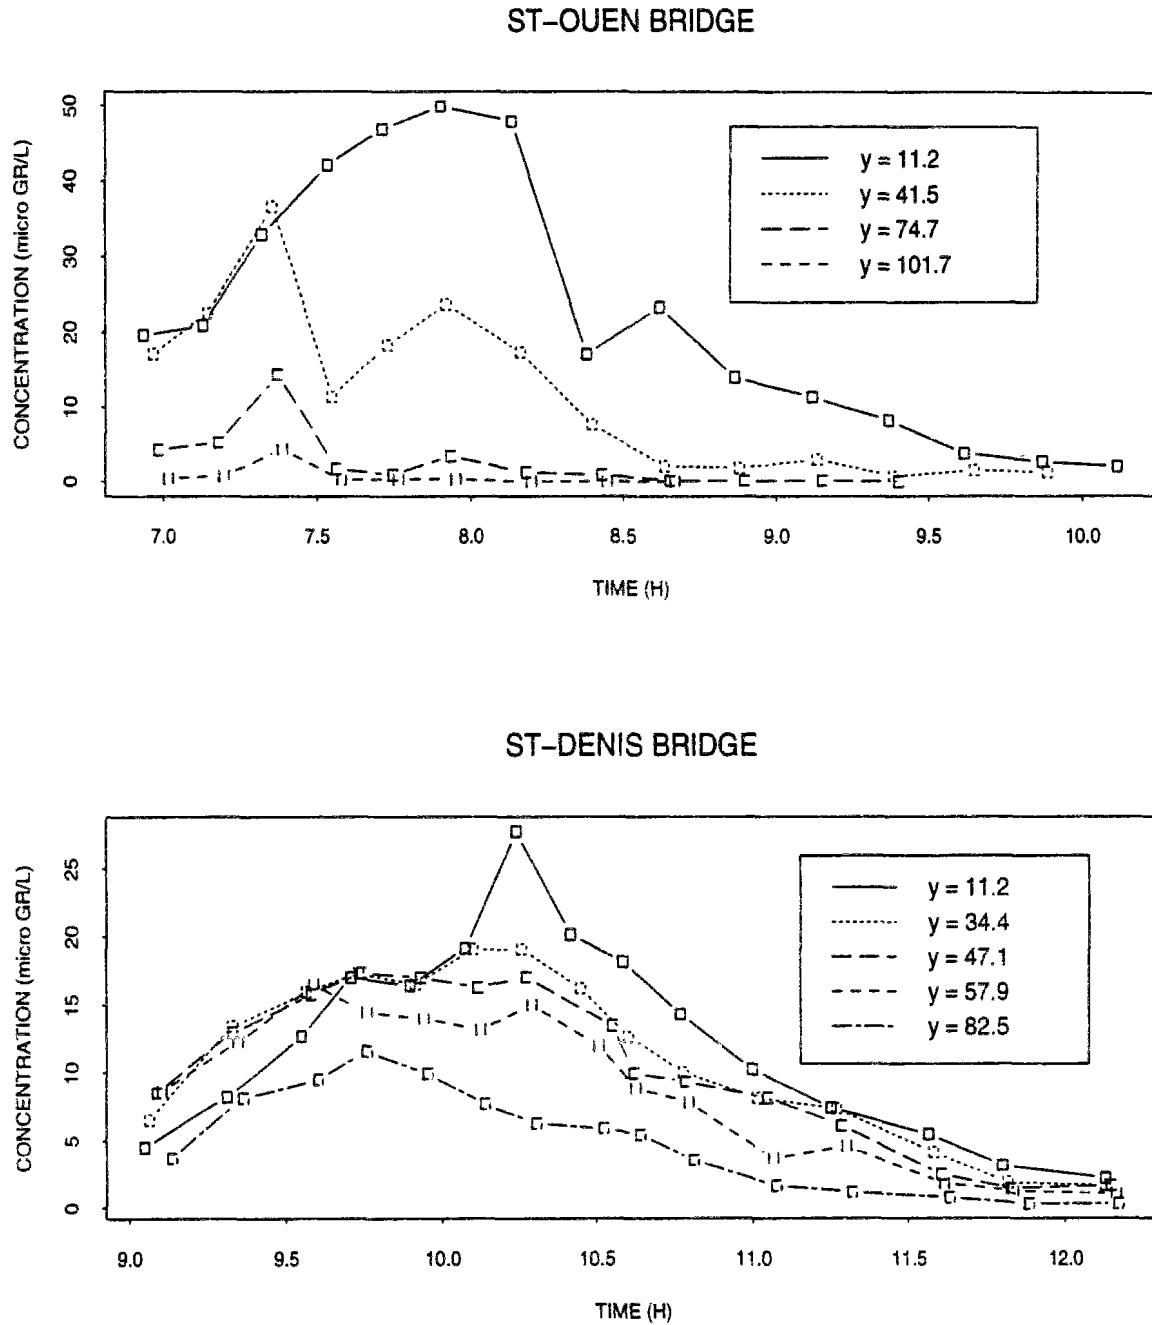 ST-OUEN BRIDGE
CONCENTRATION (micro GR/L)
50
40
30
20
10
0
y = 11.2
y = 41.5
y = 74.7
y = 101.7
7.0 7.5 8.0 8.5 9.0 9.5 10.0
TIME (H)
ST-DENIS BRIDGE
CONCENTRATION (micro GR/L)
25
20
15
10
5
0
y = 11.2
y = 34.4
y = 47.1
y = 57.9
y = 82.5
9.0 9.5 10.0 10.5 11.0 11.5 12.0
TIME (H)